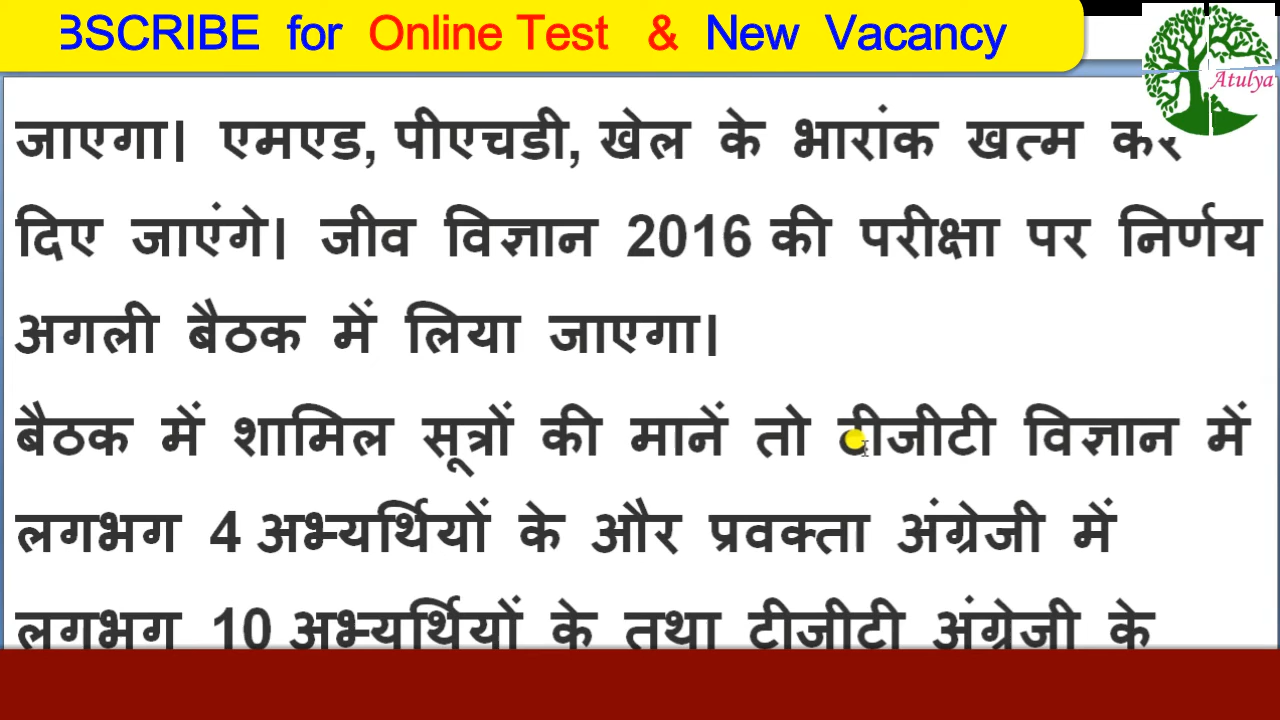 BSCRIBE for Online Test & New Vacancy
Atulya
जाएगा। एमएड, पीएचडी, खेल के भारांक खत्म कर
दिए जाएंगे। जीव विज्ञान 2016 की परीक्षा पर निर्णय
अगली बैठक में लिया जाएगा।
बैठक में शामिल सूत्रों की मानें तो टीजीटी विज्ञान में
लगभग 4 अभ्यर्थियों के और प्रवक्ता अंग्रेजी में
लगभग 10 अभ्यर्थियों के तथा टीजीटी अंग्रेजी के